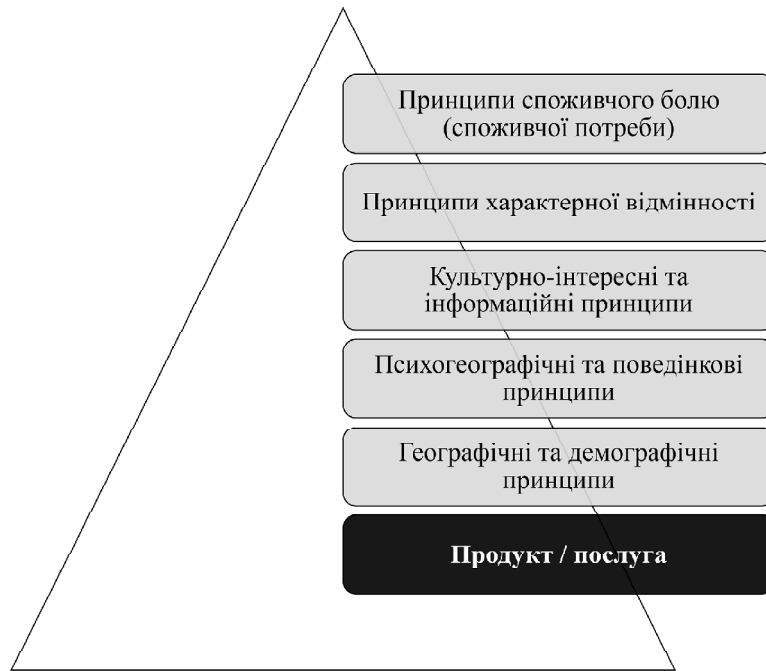 Принципи споживчого болю
(споживчої потреби)
Принципи характерної відмінності
Культурно-інтересні та
інформаційні принципи
Психогеографічні та поведінкові
принципи
Географічні та демографічні
принципи
Продукт / послуга